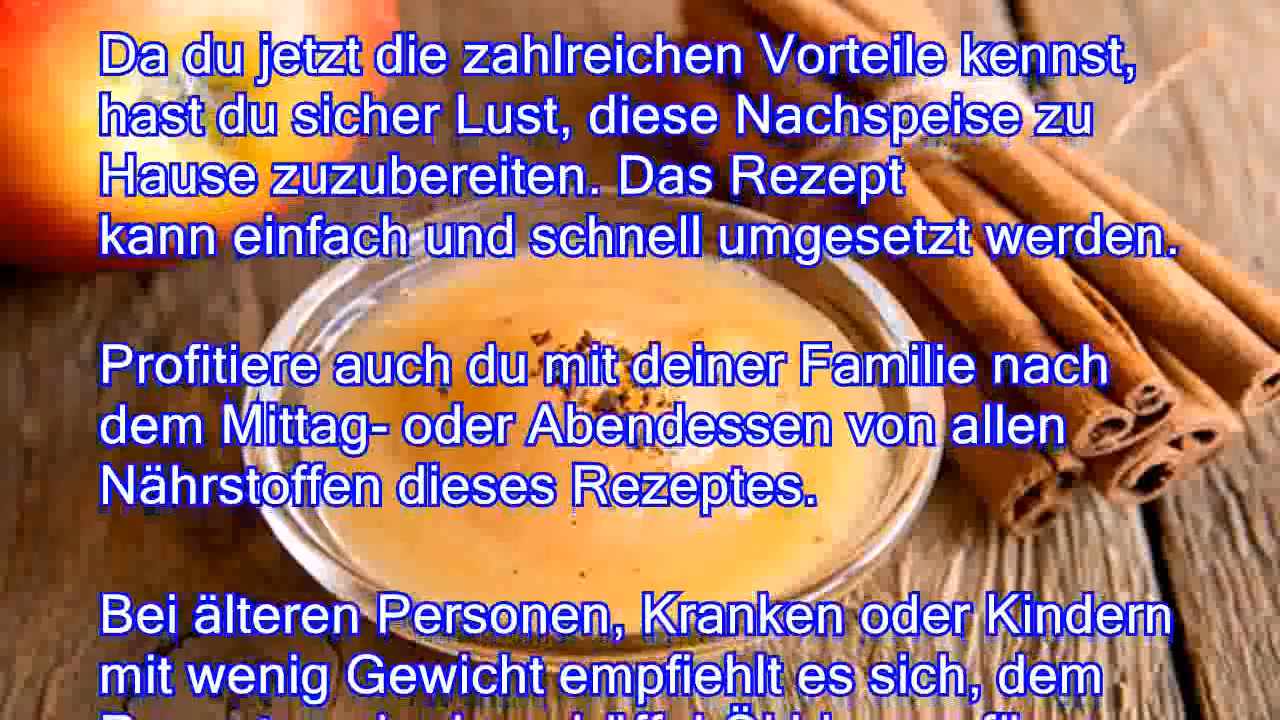 Da du jetzt die zahlreichen Vorteile kennst,
hast du sicher Lust, diese Nachspeise zu
Hause zuzubereiten. Das Rezept
kann einfach und schnell umgesetzt werden.
Profitiere auch du mit deiner Familie nach
dem Mittag- oder Abendessen von allen
Nährstoffen dieses Rezeptes.
Bei älteren Personen, Kranken oder Kindern
mit wenig Gewicht empfiehlt es sich, dem